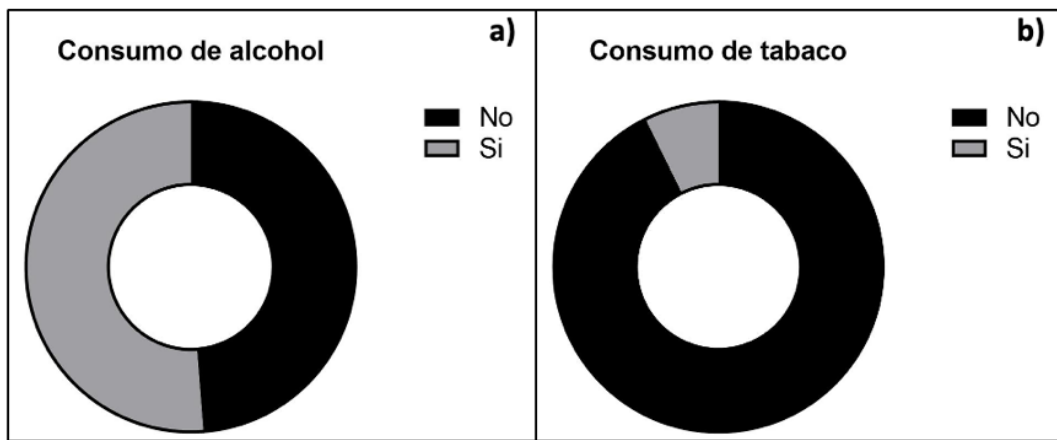 a)
Consumo de alcohol
No
Si
b)
Consumo de tabaco
No
Si